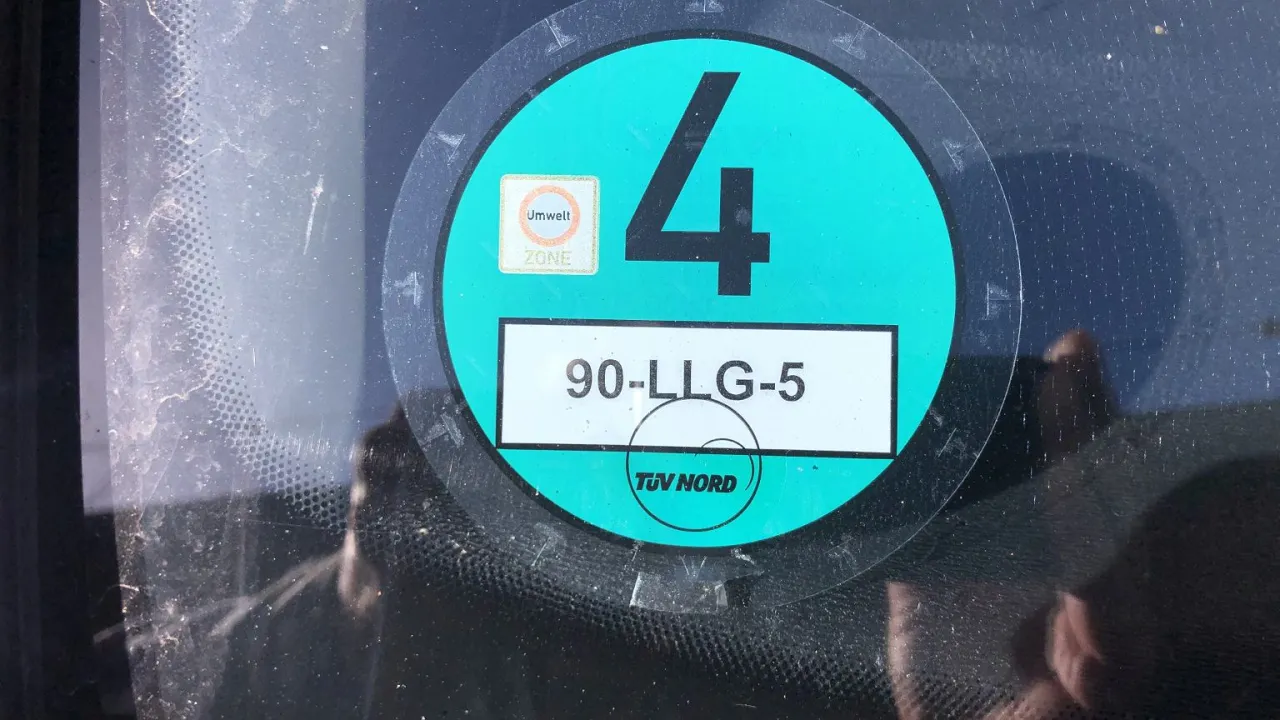 4
Umwelt
ZONE
90-LLG-5
TÜV NORD